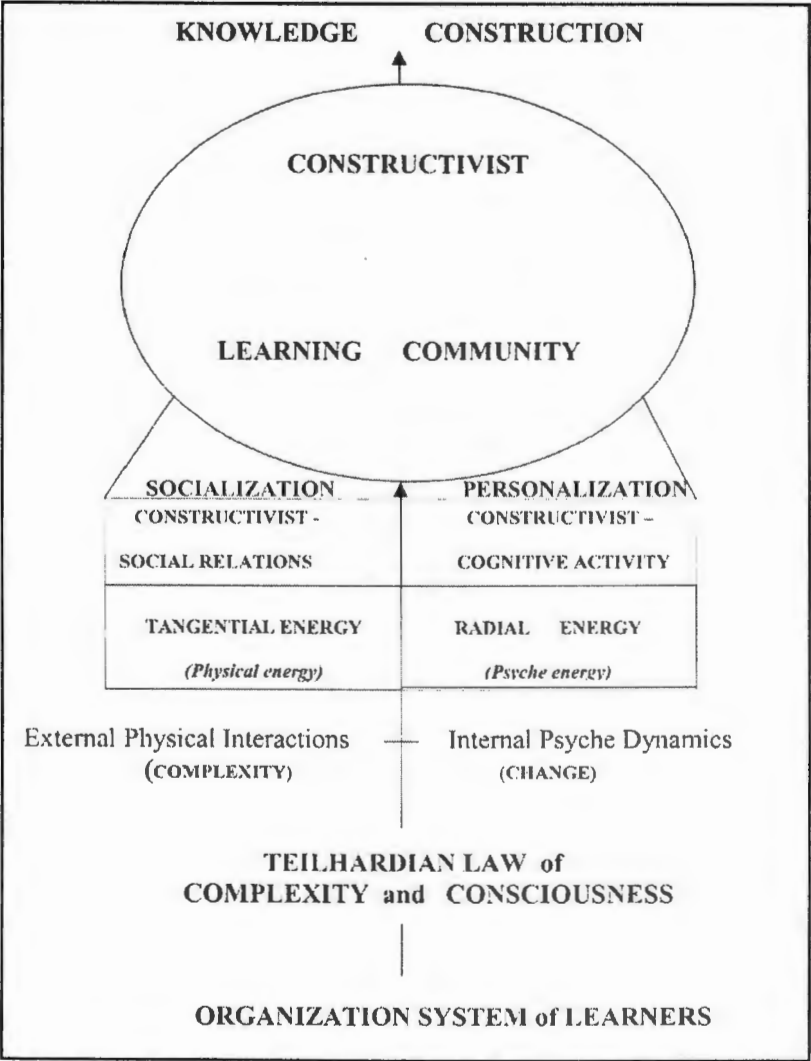 KNOWLEDGE CONSTRUCTION
CONSTRUCTIVIST
LEARNING COMMUNITY
SOCIALIZATION PERSONALIZATION
CONSTRUCTIVIST - CONSTRUCTIVIST –
SOCIAL RELATIONS COGNITIVE ACTIVITY
TANGENTIAL ENERGY RADIAL ENERGY
(Physical energy) (Psyche energy)
External Physical Interactions Internal Psyche Dynamics
(COMPLEXITY) (CHANGE)
TEILHARDIAN LAW of
COMPLEXITY and CONSCIOUSNESS
ORGANIZATION SYSTEM of LEARNERS